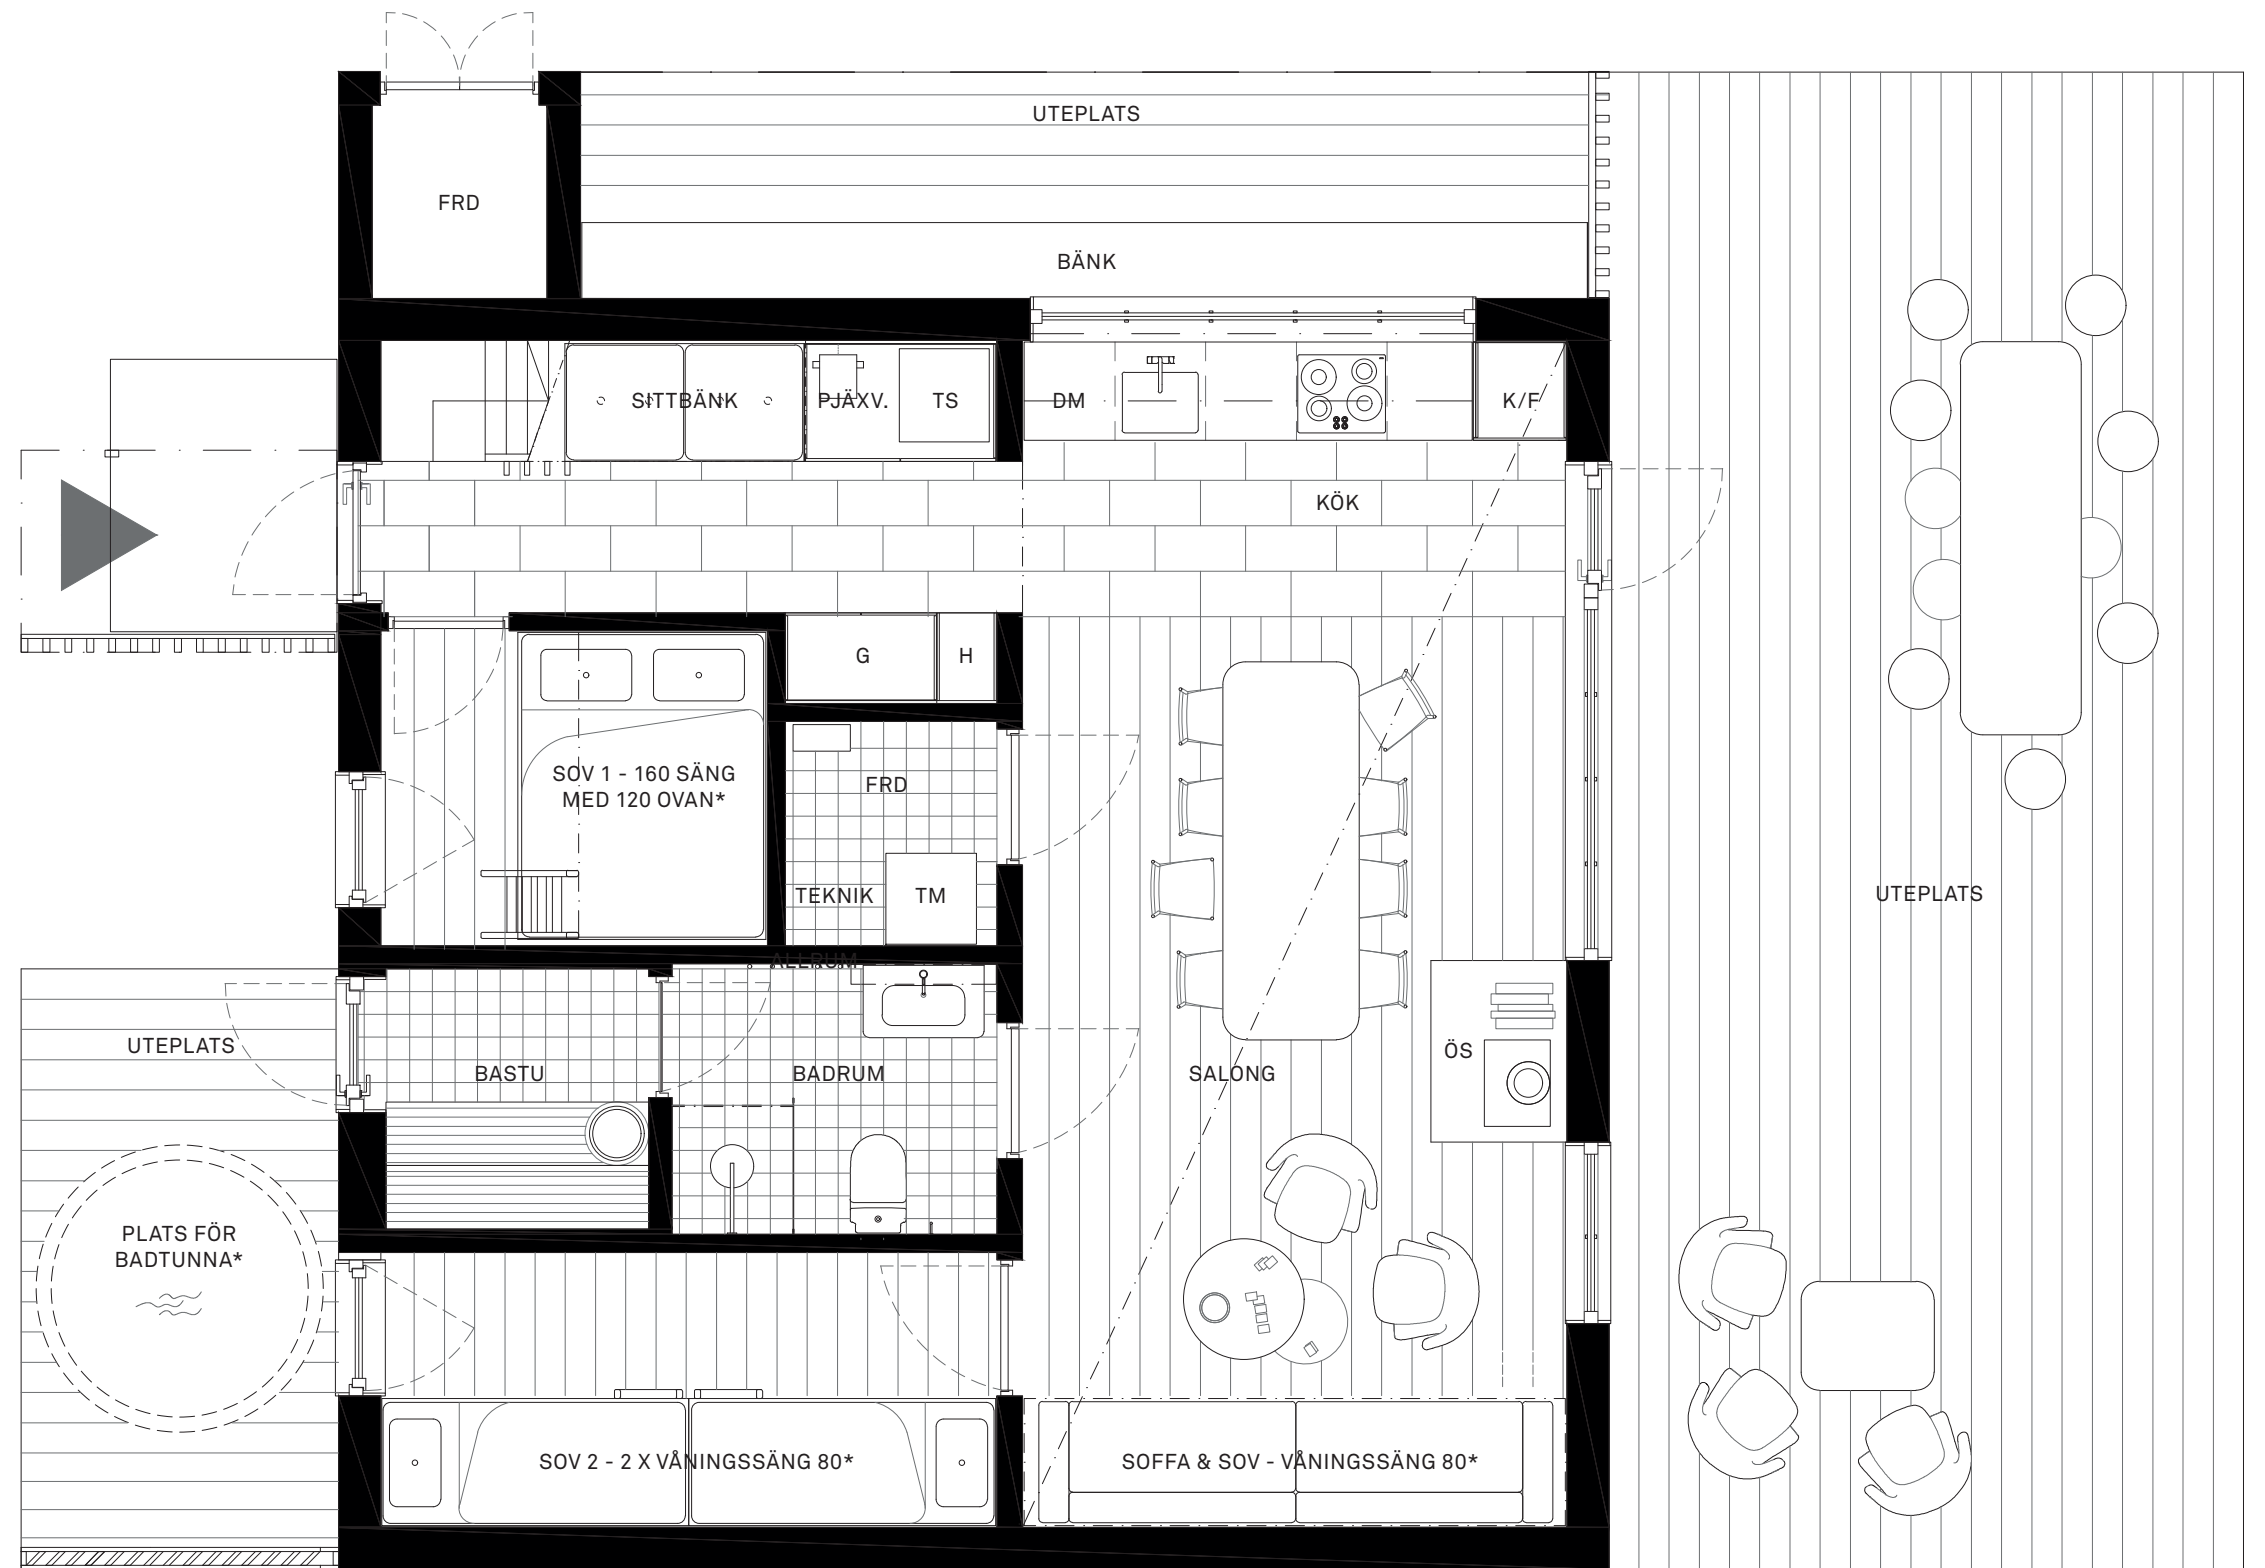 UTEPLATS
FRD
BÄNK
SITTBÄNK
PJÄXV.
TS
DM
K/F
KÖK
G
H
SOV 1 - 160 SÄNG
MED 120 OVAN*
FRD
TEKNIK
TM
UTEPLATS
ALLRUM
UTEPLATS
BASTU
BADRUM
SALONG
ÖS
PLATS FÖR
BADTUNNA*
SOV 2 - 2 X VÅNINGSSÄNG 80*
SOFFA & SOV - VÅNINGSSÄNG 80*